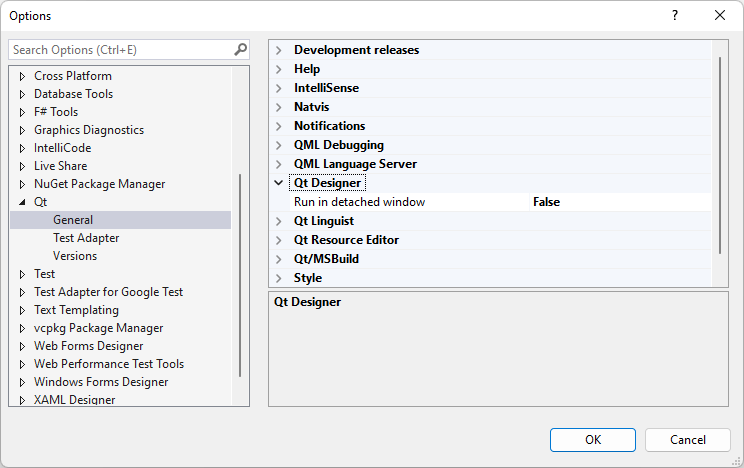 Options
?
Search Options (Ctrl+E)
Cross Platform
Database Tools
F# Tools
Graphics Diagnostics
IntelliCode
Live Share
NuGet Package Manager
Qt
General
Test Adapter
Versions
Test
Test Adapter for Google Test
Text Templating
vcpkg Package Manager
Web Forms Designer
Web Performance Test Tools
Windows Forms Designer
XAML Designer
Development releases
Help
IntelliSense
Natvis
Notifications
QML Debugging
QML Language Server
Qt Designer
Run in detached window False
Qt Linguist
Qt Resource Editor
Qt/MSBuild
Style
Qt Designer
OK
Cancel